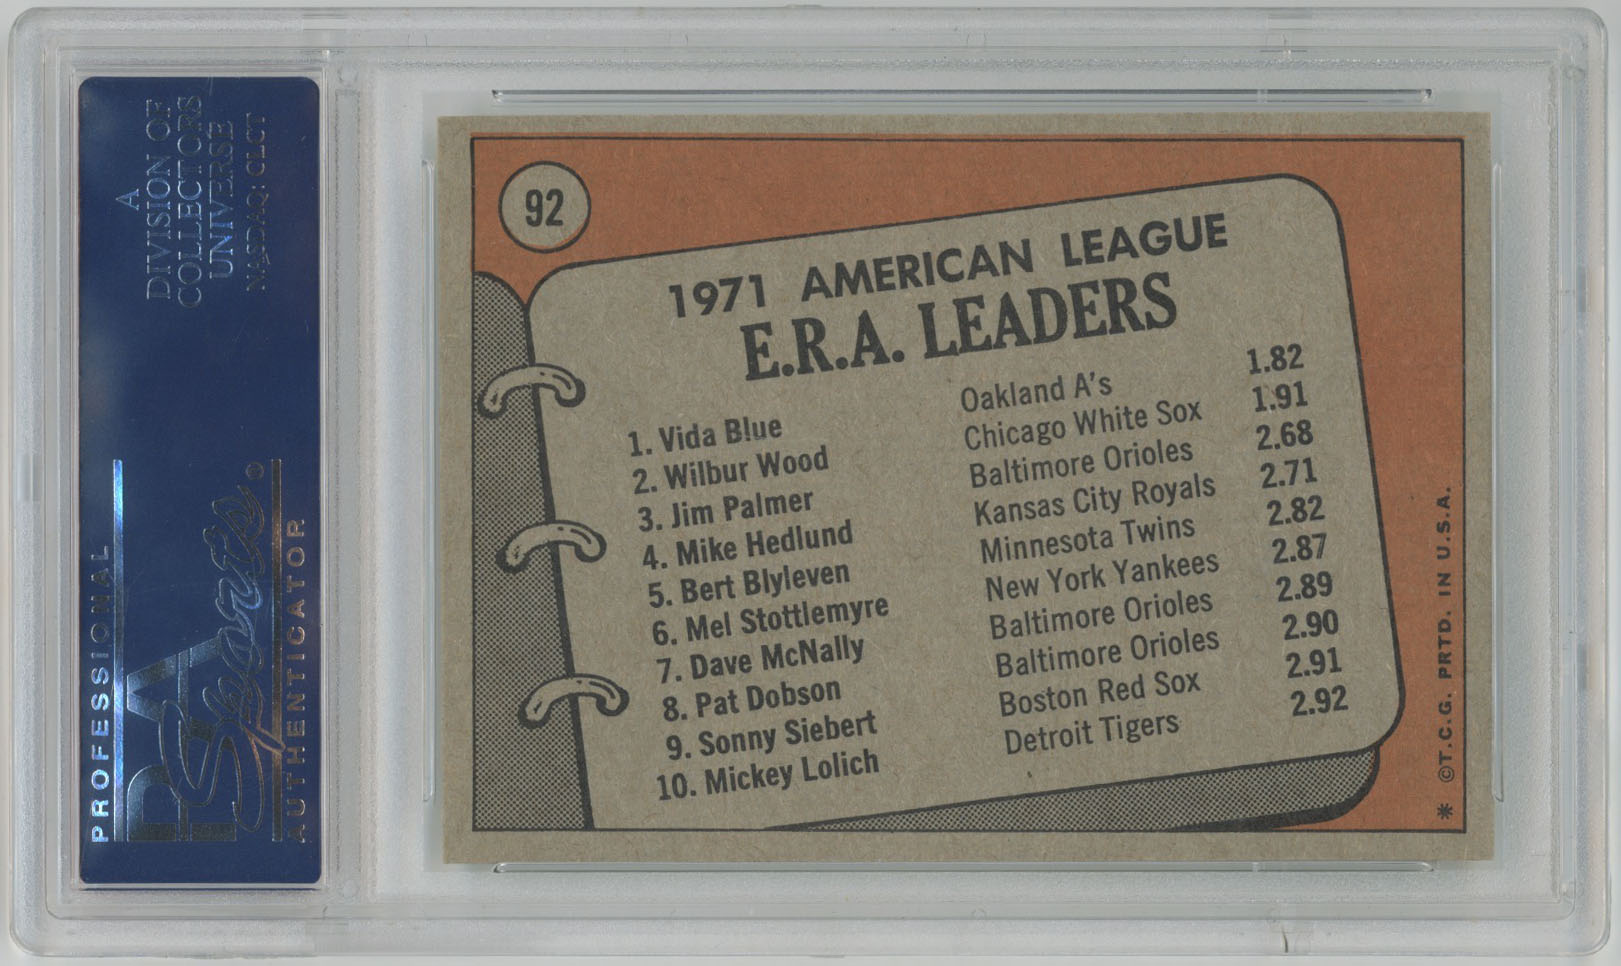 A
DIVISION OF
COLLECTORS
UNIVERSE
NASDAQ: CLCT
PROFESSIONAL
PSA
Sports
AUTHENTICATOR
92
1971 AMERICAN LEAGUE
E.R.A. LEADERS
1. Vida Blue Oakland A's 1.82
2. Wilbur Wood Chicago White Sox 1.91
3. Jim Palmer Baltimore Orioles 2.68
4. Mike Hedlund Kansas City Royals 2.71
5. Bert Blyleven Minnesota Twins 2.82
6. Mel Stottlemyre New York Yankees 2.87
7. Dave McNally Baltimore Orioles 2.89
8. Pat Dobson Baltimore Orioles 2.90
9. Sonny Siebert Boston Red Sox 2.91
10. Mickey Lolich Detroit Tigers 2.92
* ©T.C.G. PRTD. IN U.S.A.